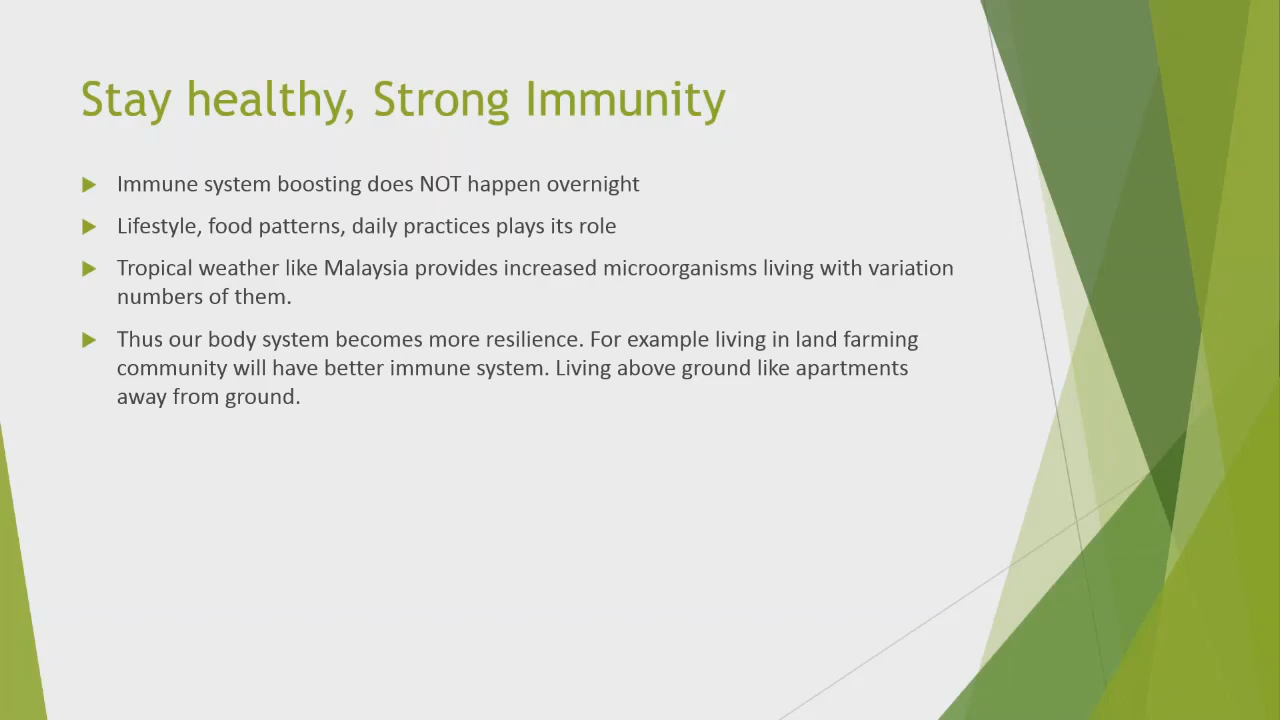 Stay healthy, Strong Immunity
Immune system boosting does NOT happen overnight
Lifestyle, food patterns, daily practices plays its role
Tropical weather like Malaysia provides increased microorganisms living with variation
numbers of them.
Thus our body system becomes more resilience. For example living in land farming
community will have better immune system. Living above ground like apartments
away from ground.